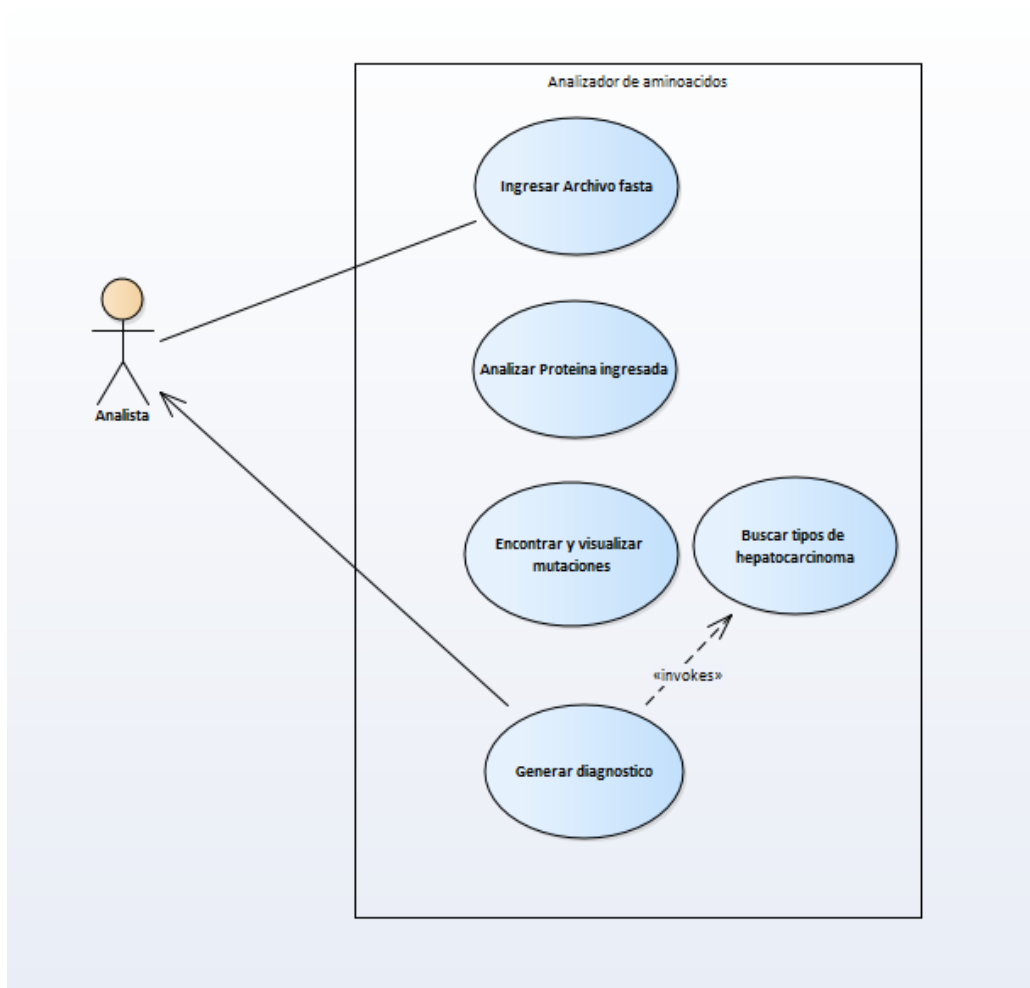 Analizador de aminoacidos
Ingresar Archivo fasta
Analizar Proteina ingresada
Analista
Encontrar y visualizar
mutaciones
Buscar tipos de
hepatocarcinoma
«invokes»
Generar diagnostico